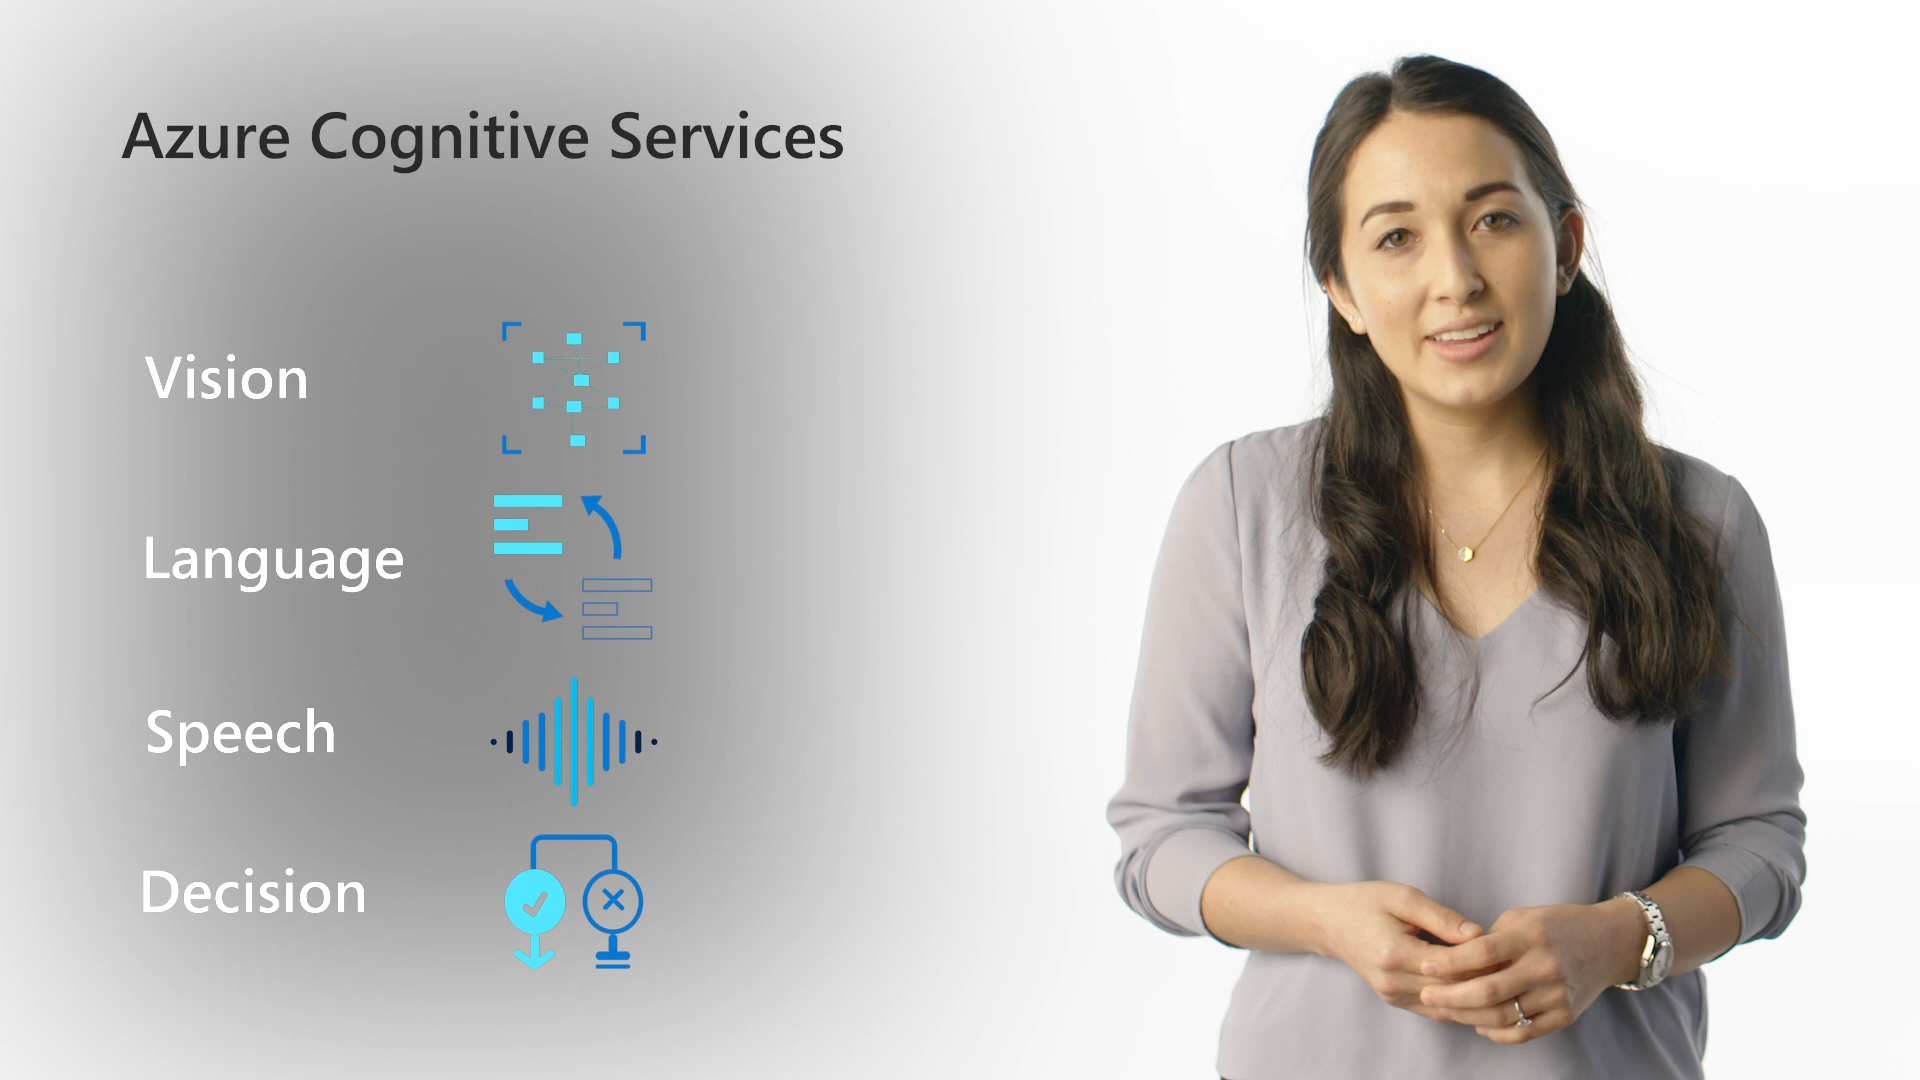 Azure Cognitive Services
Vision
Language
Speech
Decision